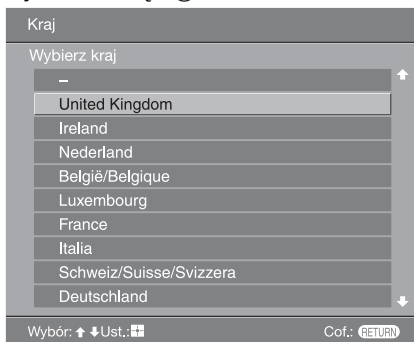 Kraj
Wybierz kraj
–
United Kingdom
Ireland
Nederland
België/Belgique
Luxembourg
France
Italia
Schweiz/Suisse/Svizzera
Deutschland
Wybór: Ust.: Cof.: RETURN